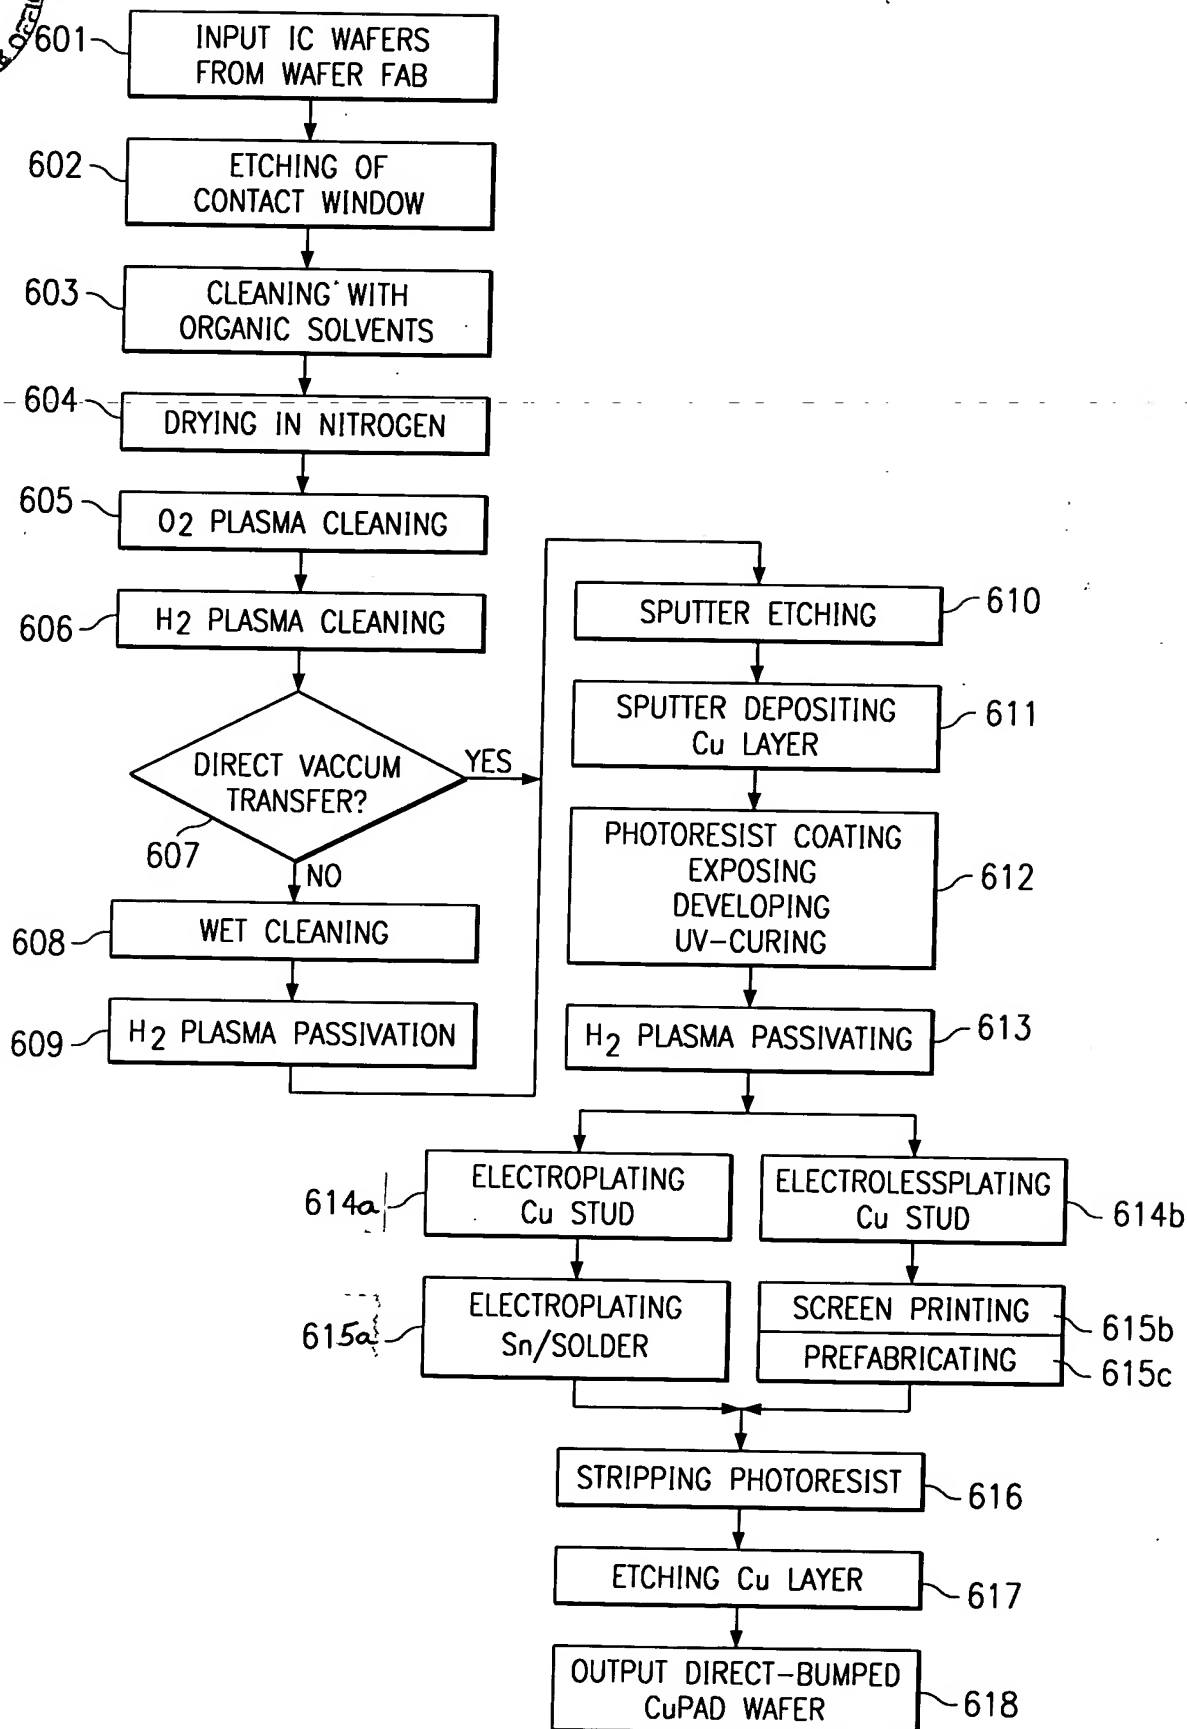 601
INPUT IC WAFERS
FROM WAFER FAB
602
ETCHING OF
CONTACT WINDOW
603
CLEANING WITH
ORGANIC SOLVENTS
604
DRYING IN NITROGEN
605
O2 PLASMA CLEANING
606
H2 PLASMA CLEANING
DIRECT VACCUM
TRANSFER?
YES
607
NO
608
WET CLEANING
609
H2 PLASMA PASSIVATION
SPUTTER ETCHING
610
SPUTTER DEPOSITING
Cu LAYER
611
PHOTORESIST COATING
EXPOSING
DEVELOPING
UV-CURING
612
H2 PLASMA PASSIVATING
613
614a
ELECTROPLATING
Cu STUD
ELECTROLESSPLATING
Cu STUD
614b
615a
ELECTROPLATING
Sn/SOLDER
SCREEN PRINTING
615b
PREFABRICATING
615c
STRIPPING PHOTORESIST
616
ETCHING Cu LAYER
617
OUTPUT DIRECT-BUMPED
CuPAD WAFER
618